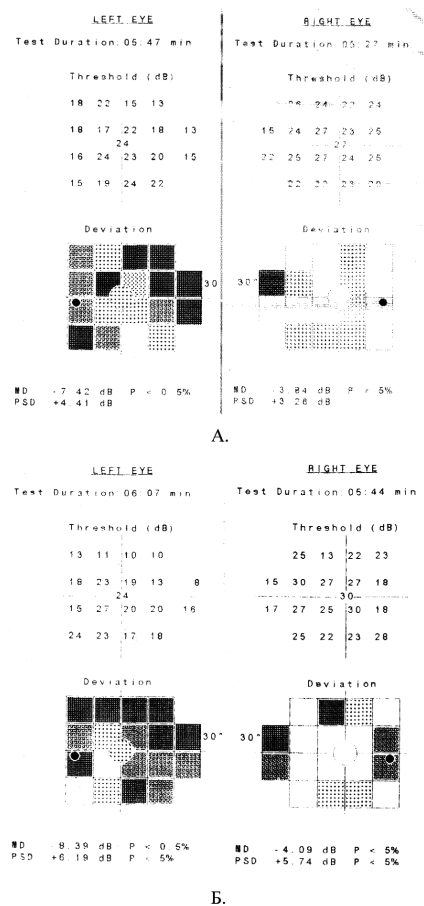 LEFT EYE RIGHT EYE
Test Duration:05:47 min Test Duration:05:27 min
Threshold (dB) Threshold (dB)
18 22 15 13 24
18 17 22 18 13 15 24 27 23 25
24 27
16 24 23 20 15 22 25 27 24 25
15 19 24 22 22
Deviation Deviation
30 30°
MD -7.42 dB P < 0.5% MD -3.84 dB P < 5%
PSD +4.41 dB PSD +3.26 dB
А.
LEFT EYE RIGHT EYE
Test Duration:06:07 min Test Duration:05:44 min
Threshold (dB) Threshold (dB)
13 11 10 10 25 13 22 23
18 23 19 13 8 15 30 27 27 18
24 30
15 27 20 20 16 17 27 25 30 18
24 23 17 18 25 22 23 28
Deviation Deviation
30° 30°
MD -8.39 dB P < 0.5% MD -4.09 dB P < 5%
PSD +6.19 dB P < 5% PSD +5.74 dB P < 5%
Б.